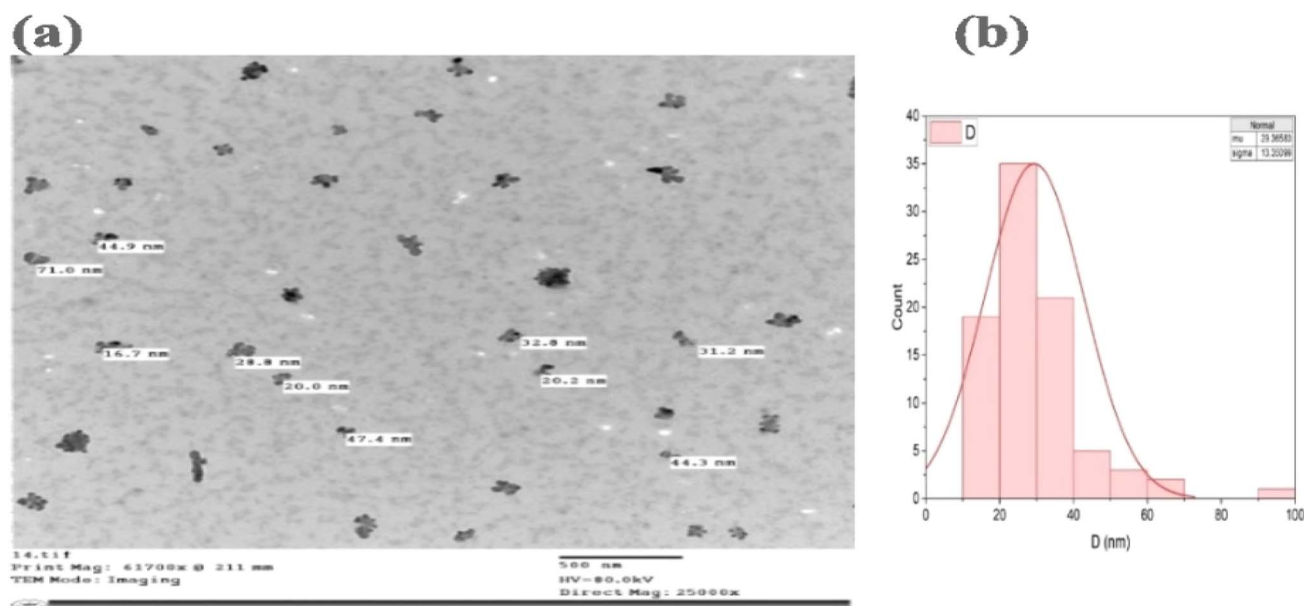 (a)
(b)
44.9 nm
71.0 nm
16.7 nm
28.8 nm
20.0 nm
32.8 nm
31.2 nm
20.2 nm
47.4 nm
44.3 nm
14.tif
Print Mag: 61700x @ 211 mm
TEM Mode: Imaging
500 nm
HV=80.0kV
Direct Mag: 25000x
D
Normal
mu
sigma
Count
40
35
30
25
20
15
10
5
0
0 20 40 60 80 100
D (nm)